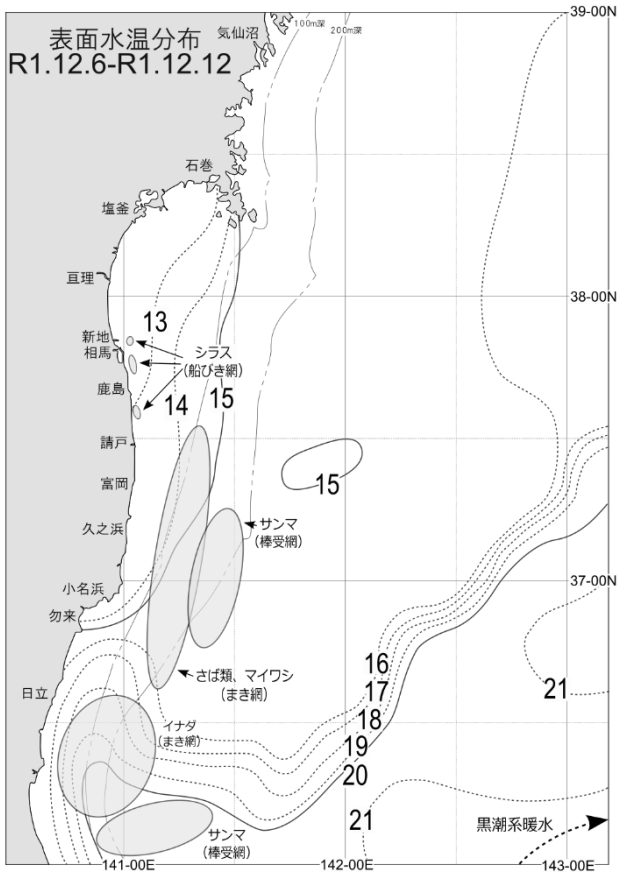 39-00N
気仙沼
100m深
200m深
表面水温分布
R1.12.6-R1.12.12
石巻
塩釜
亘理
38-00N
13
新地
相馬
シラス
(船びき網)
鹿島
14
15
請戸
15
富岡
サンマ
(棒受網)
久之浜
37-00N
小名浜
勿来
16
さば類、マイワシ
(まき網)
17
21
日立
18
イナダ
(まき網)
19
20
21
黒潮系暖水
サンマ
(棒受網)
141-00E
142-00E
143-00E